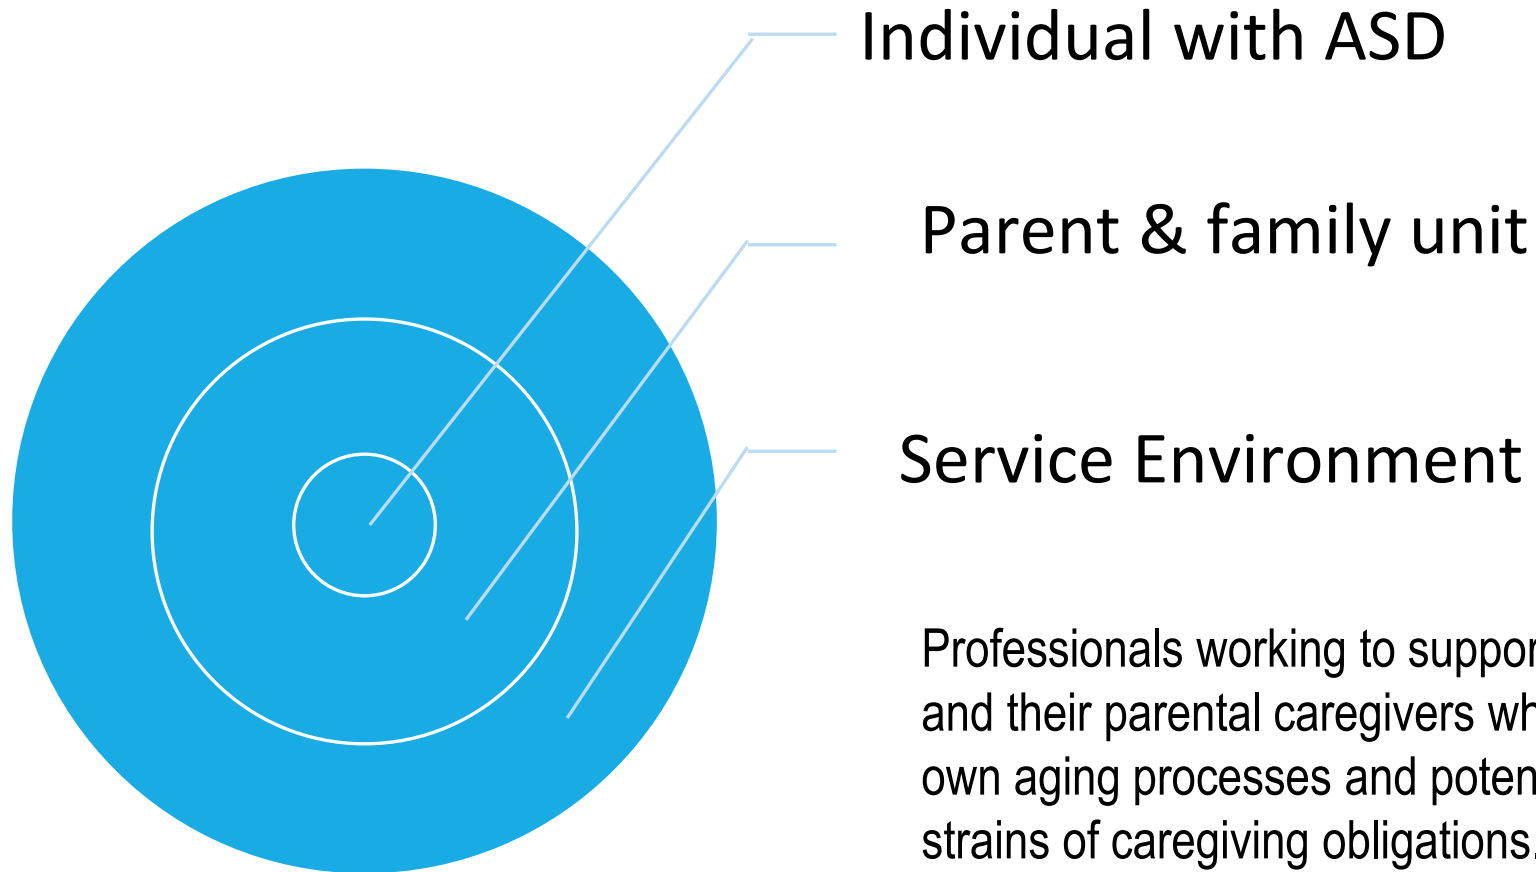 Individual with ASD
Parent & family unit
Service Environment
Professionals working to
and their parental caregivers
own aging processes and
strains of caregiving obligations